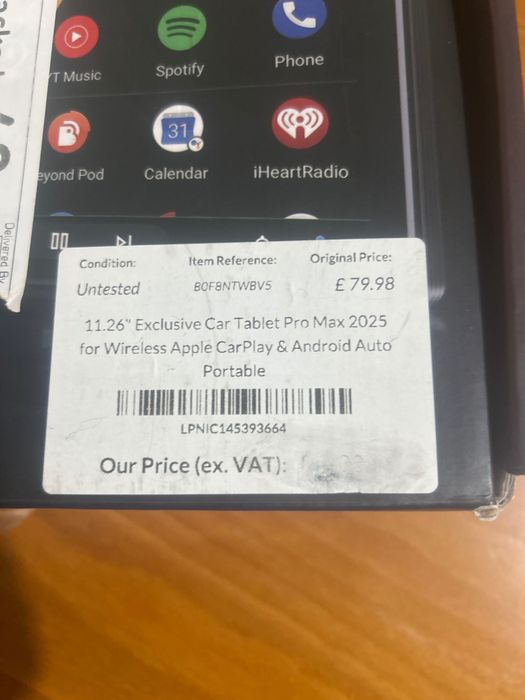 YT Music
Spotify
Phone
31
eyond Pod
Calendar
iHeartRadio
Delivered By
Condition:
Item Reference:
Original Price:
Untested
B0F8NTWBV5
£ 79.98
11.26" Exclusive Car Tablet Pro Max 2025
for Wireless Apple CarPlay & Android Auto
Portable
LPNIC145393664
Our Price (ex. VAT):